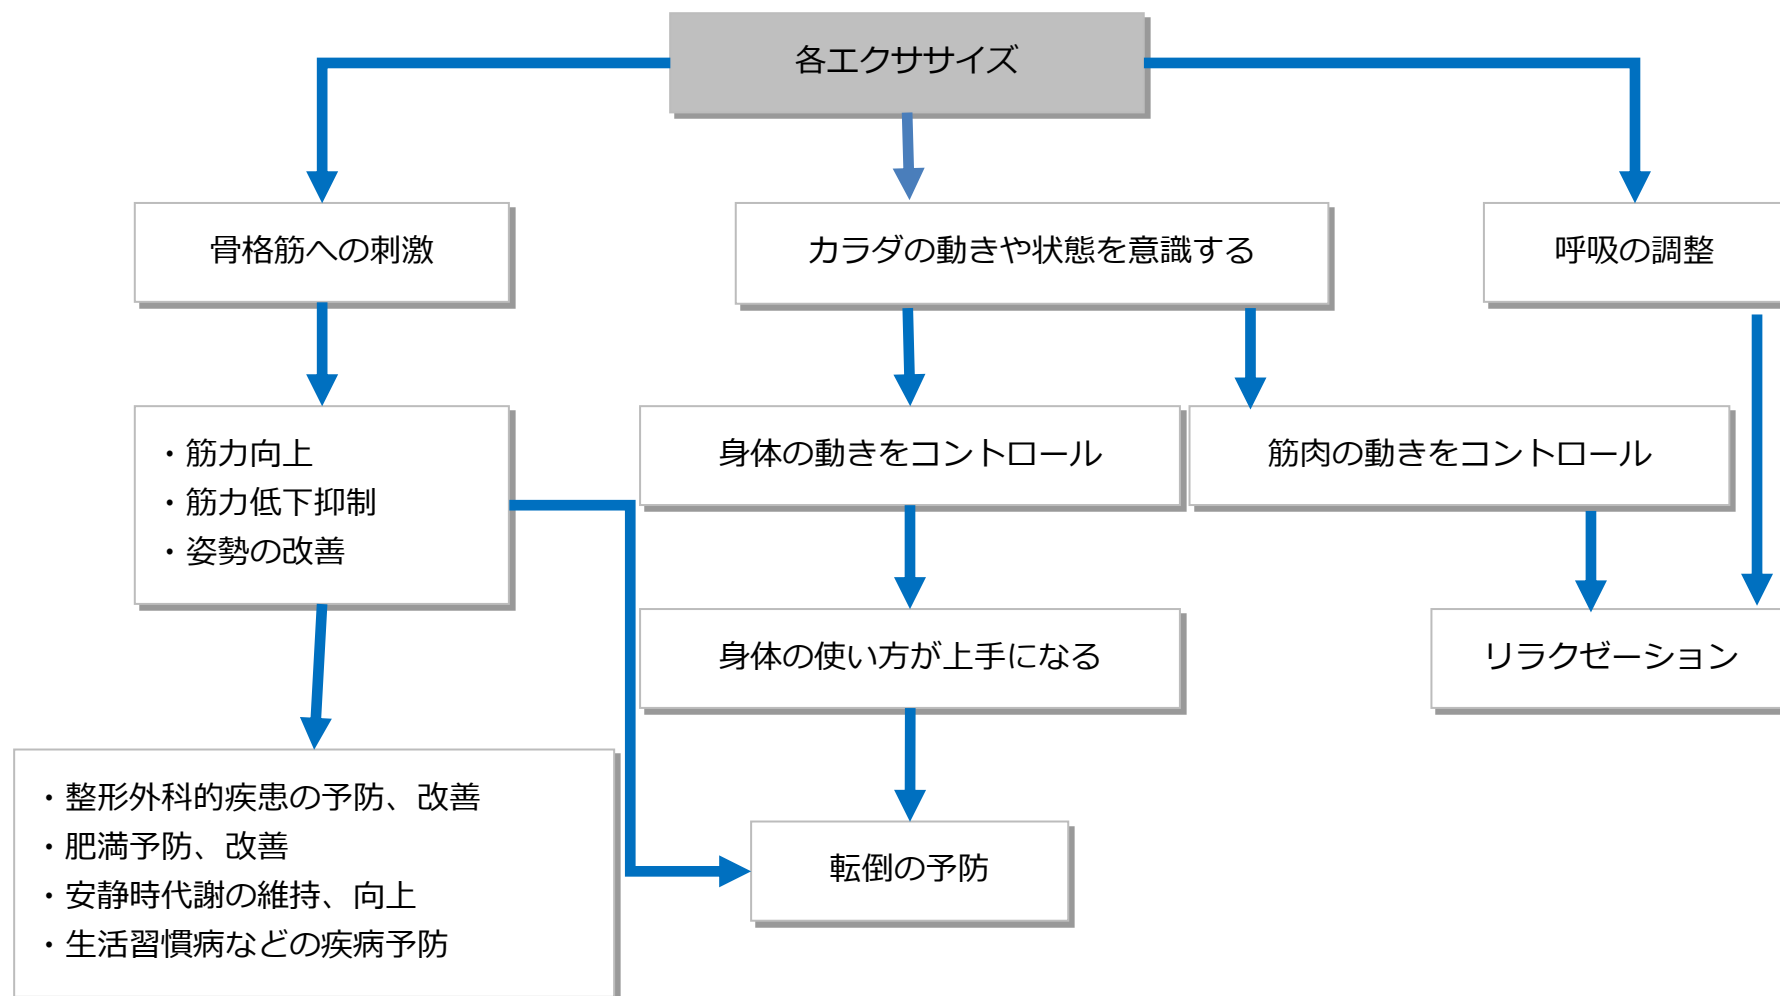 各エクササイズ
骨格筋への刺激
カラダの動きや状態を意識する
呼吸の調整
・筋力向上
・筋力低下抑制
・姿勢の改善
身体の動きをコントロール
筋肉の動きをコントロール
身体の使い方が上手になる
リラクゼーション
・整形外科的疾患の予防、改善
・肥満予防、改善
・安静時代謝の維持、向上
・生活習慣病などの疾病予防
転倒の予防